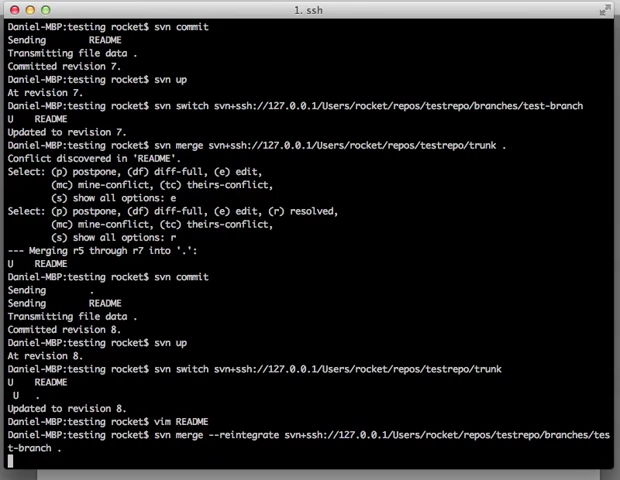 1. ssh
Daniel-MBP:testing rocket$ svn commit
Sending        README
Transmitting file data .
Committed revision 7.
Daniel-MBP:testing rocket$ svn up
At revision 7.
Daniel-MBP:testing rocket$ svn switch svn+ssh://127.0.0.1/Users/rocket/repos/testrepo/branches/test-branch
U    README
Updated to revision 7.
Daniel-MBP:testing rocket$ svn merge svn+ssh://127.0.0.1/Users/rocket/repos/testrepo/trunk .
Conflict discovered in 'README'.
Select: (p) postpone, (df) diff-full, (e) edit,
        (mc) mine-conflict, (tc) theirs-conflict,
        (s) show all options: e
Select: (p) postpone, (df) diff-full, (e) edit, (r) resolved,
        (mc) mine-conflict, (tc) theirs-conflict,
        (s) show all options: r
--- Merging r5 through r7 into '.':
U    README
Daniel-MBP:testing rocket$ svn commit
Sending        .
Sending        README
Transmitting file data .
Committed revision 8.
Daniel-MBP:testing rocket$ svn up
At revision 8.
Daniel-MBP:testing rocket$ svn switch svn+ssh://127.0.0.1/Users/rocket/repos/testrepo/trunk
U    README
 U   .
Updated to revision 8.
Daniel-MBP:testing rocket$ vim README
Daniel-MBP:testing rocket$ svn merge --reintegrate svn+ssh://127.0.0.1/Users/rocket/repos/testrepo/branches/tes
t-branch .